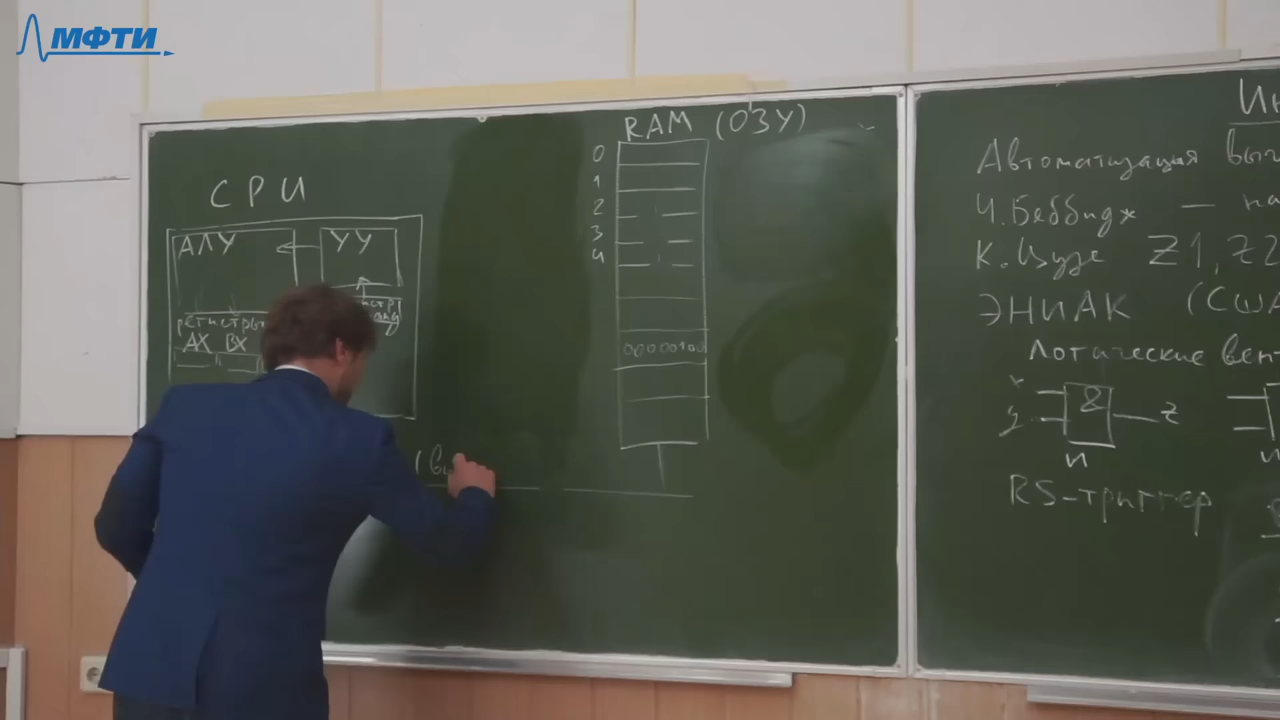 МФТИ
CPU
АЛУ УУ
регистры
AX BX
RAM (ОЗУ)
0
1
2
3
4
00000100
Автоматизация
Ч. Беббидж —
К. Цузе Z1, Z2
ЭНИАК (США
Логические
&
z
И
RS-триггер